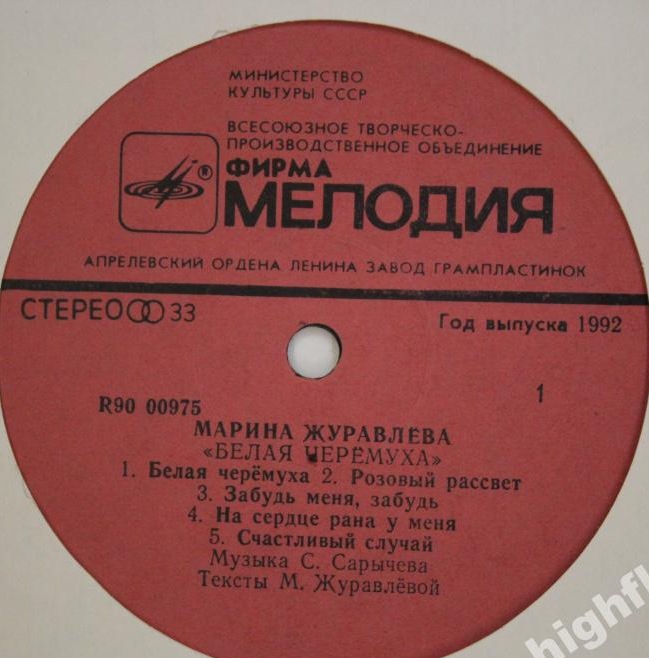 МИНИСТЕРСТВО
КУЛЬТУРЫ СССР
ВСЕСОЮЗНОЕ ТВОРЧЕСКО-
ПРОИЗВОДСТВЕННОЕ ОБЪЕДИНЕНИЕ
®
ФИРМА
МЕЛОДИЯ
АПРЕЛЕВСКИЙ ОРДЕНА ЛЕНИНА ЗАВОД ГРАМПЛАСТИНОК
СТЕРЕО 33
Год выпуска 1992
1
R90 00975
МАРИНА ЖУРАВЛЁВА
«БЕЛАЯ ЧЕРЁМУХА»
1. Белая черёмуха 2. Розовый рассвет
3. Забудь меня, забудь
4. На сердце рана у меня
5. Счастливый случай
Музыка С. Сарычева
Тексты М. Журавлёвой